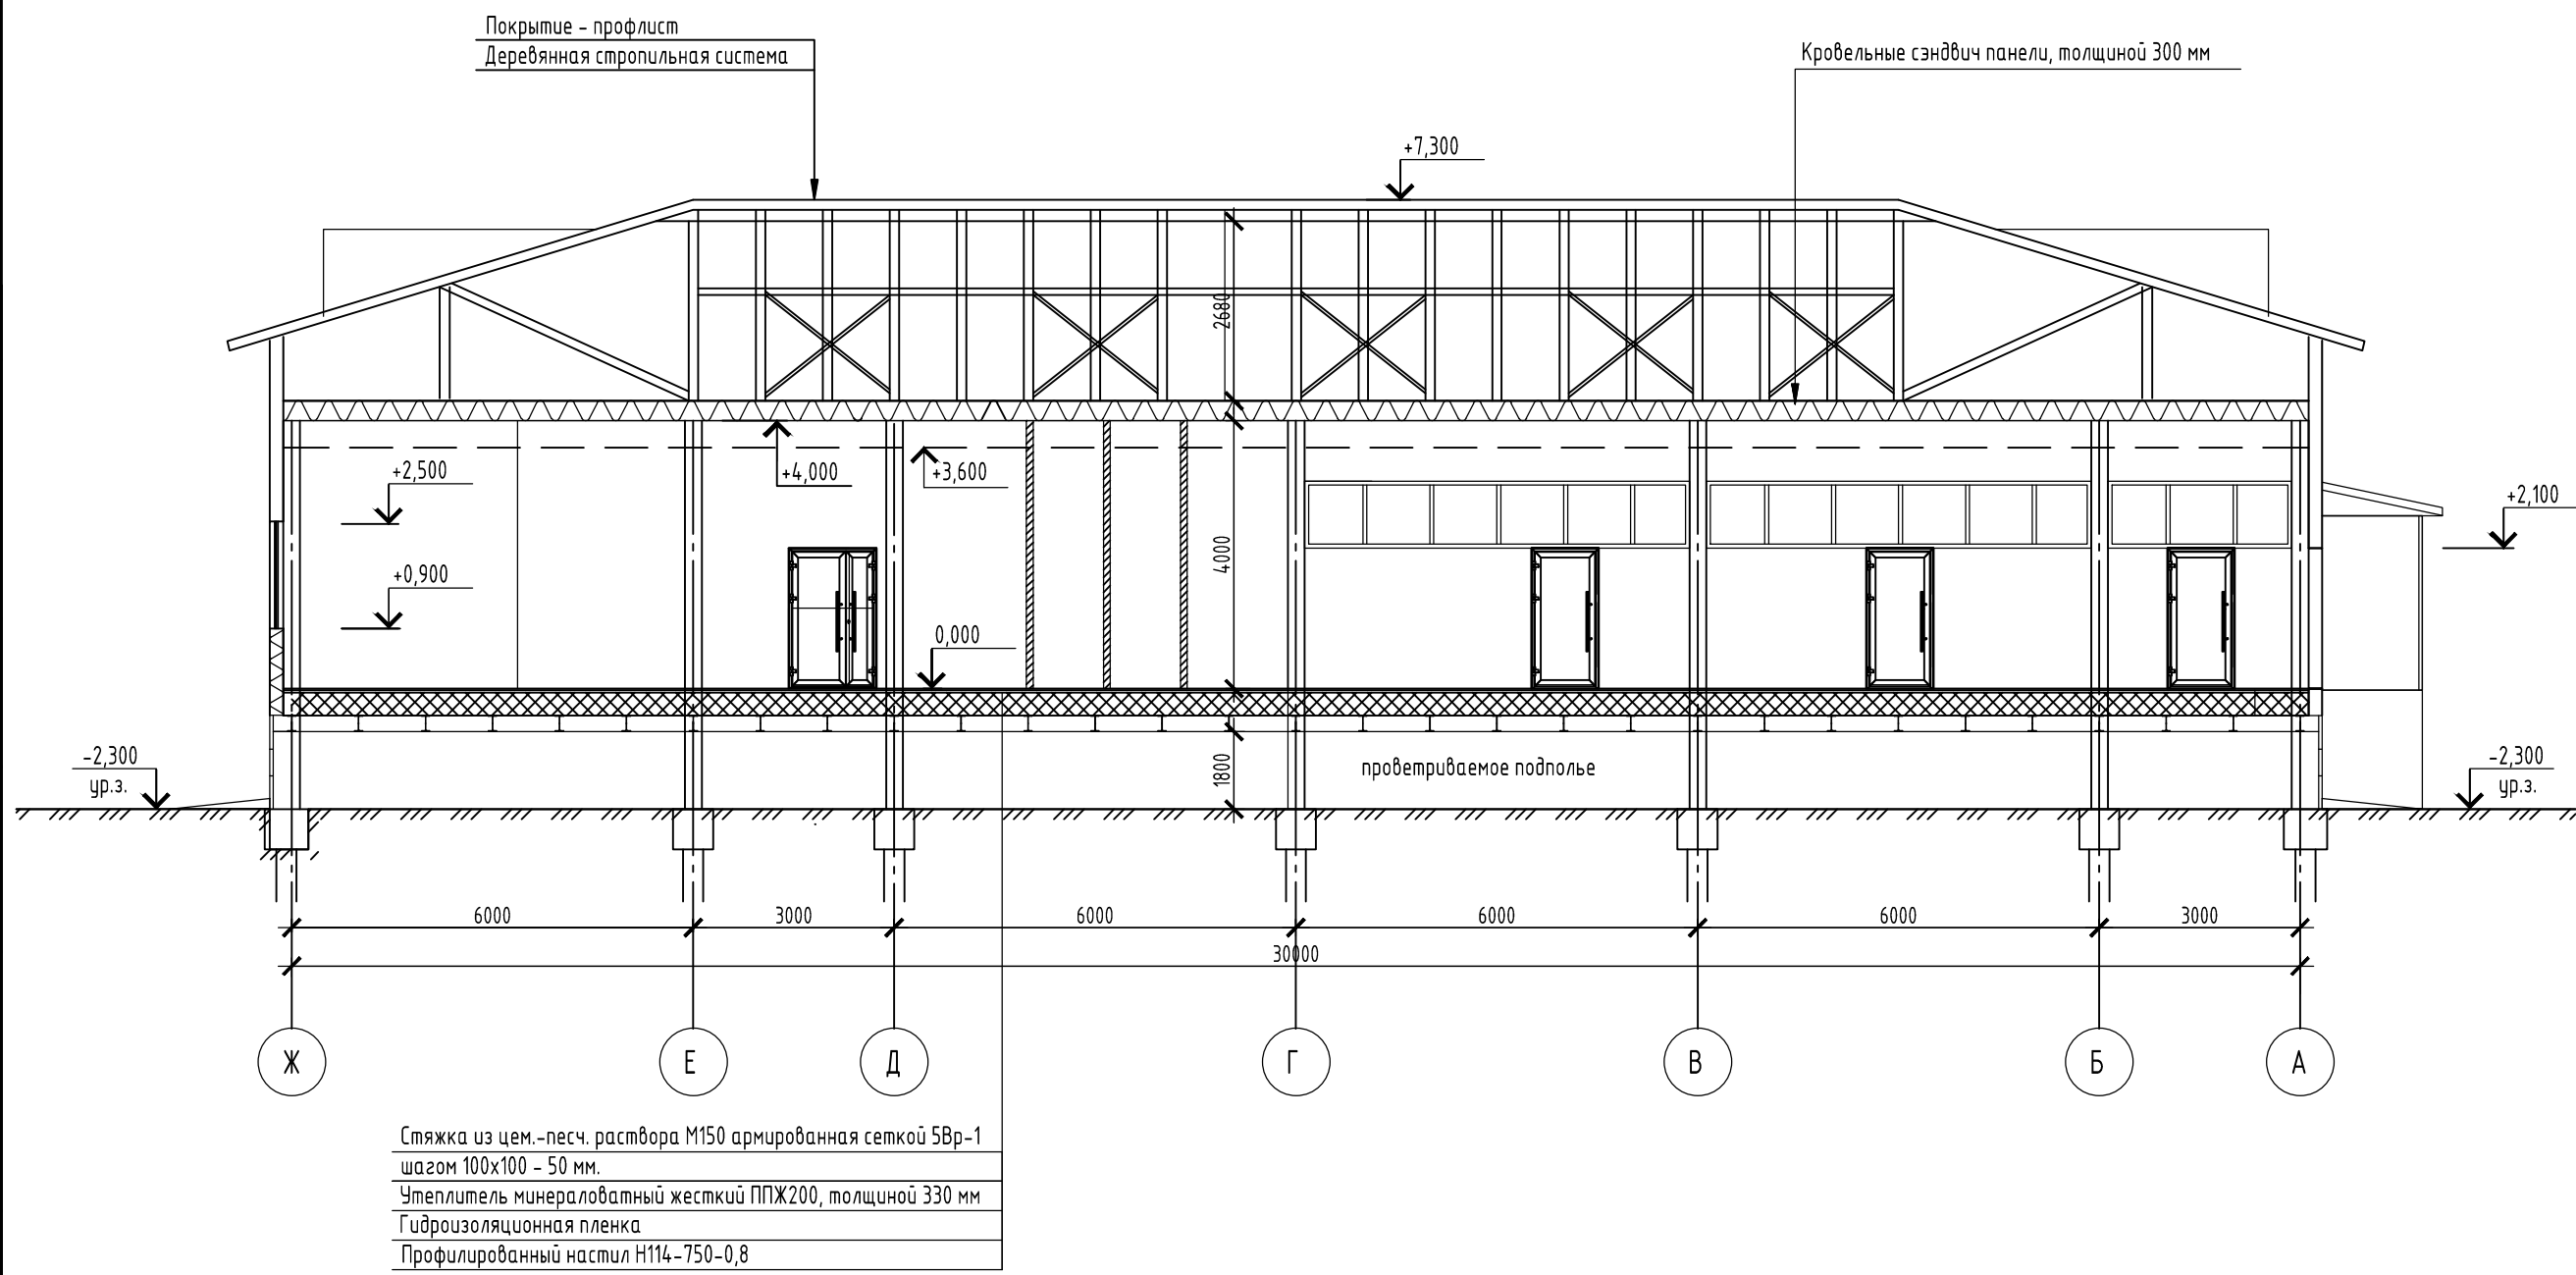 Покрытие - профлист
Деревянная стропильная система
Кровельные сэндвич панели, толщиной 300 мм
+7,300
2680
+2,500
+4,000
+3,600
+2,100
4000
+0,900
0,000
-2,300
ур.з.
1800
проветриваемое подполье
-2,300
ур.з.
6000
3000
6000
6000
6000
3000
30000
Ж
Е
Д
Г
В
Б
А
Стяжка из цем.-песч. раствора М150 армированная сеткой 5Вр-1
шагом 100х100 - 50 мм.
Утеплитель минераловатный жесткий ППЖ200, толщиной 330 мм
Гидроизоляционная пленка
Профилированный настил Н114-750-0,8